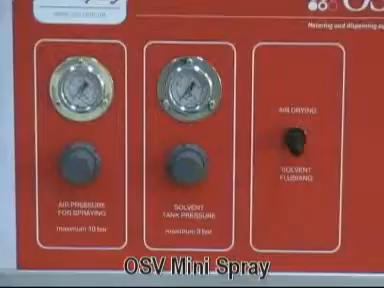 OS
Metering and dispensing
AIR PRESSURE
FOR SPRAYING
maximum 10 bar
SOLVENT
TANK PRESSURE
maximum 3 bar
AIR DRYING
SOLVENT
FLUSHING
OSV Mini Spray